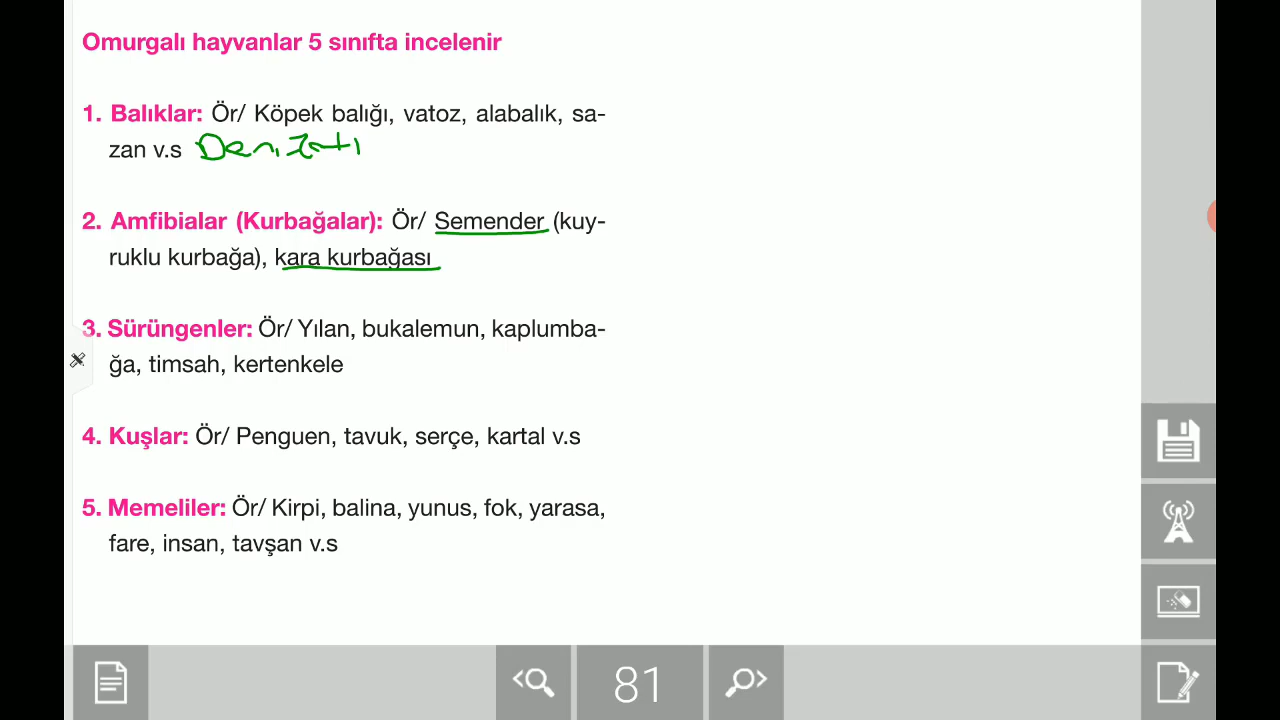 Omurgalı hayvanlar 5 sınıfta incelenir
1. Balıklar: Ör/ Köpek balığı, vatoz, alabalık, sa-
zan v.s Denizatı
2. Amfibialar (Kurbağalar): Ör/ Semender (kuy-
ruklu kurbağa), kara kurbağası
3. Sürüngenler: Ör/ Yılan, bukalemun, kaplumba-
ğa, timsah, kertenkele
4. Kuşlar: Ör/ Penguen, tavuk, serçe, kartal v.s
5. Memeliler: Ör/ Kirpi, balina, yunus, fok, yarasa,
fare, insan, tavşan v.s
81